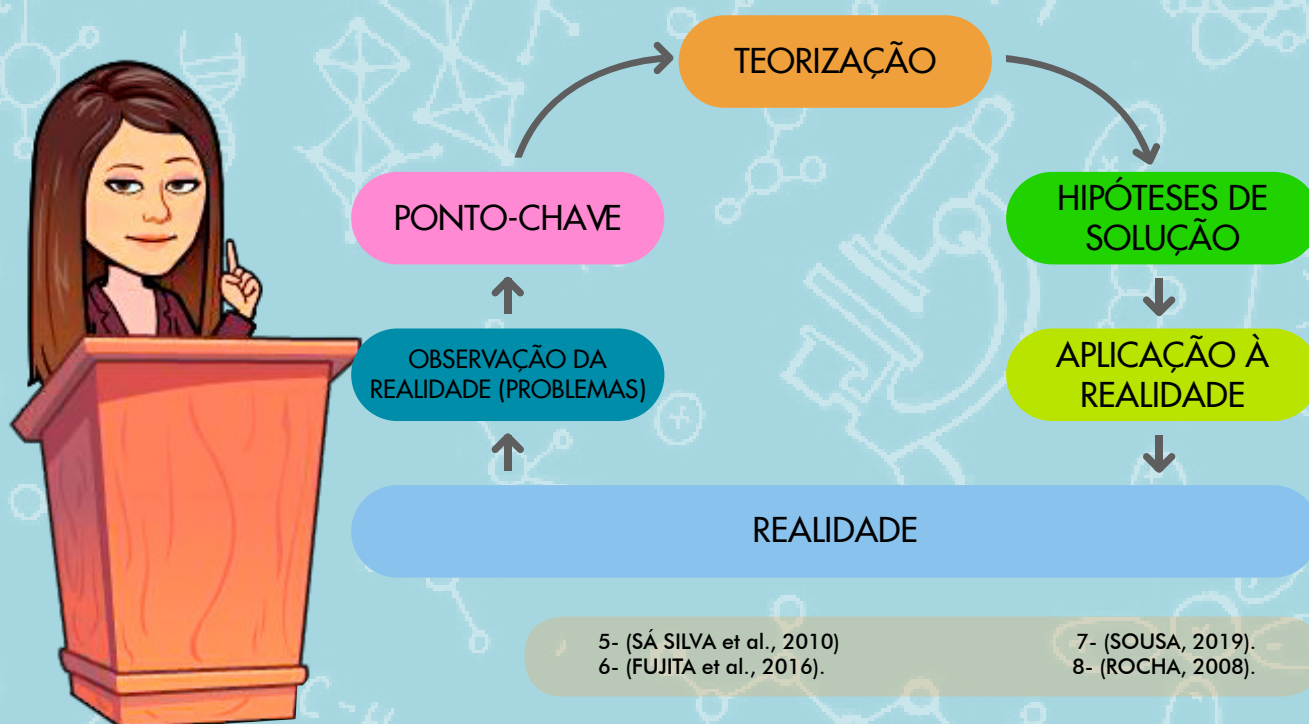 TEORIZAÇÃO
PONTO-CHAVE
HIPÓTESES DE
SOLUÇÃO
OBSERVAÇÃO DA
REALIDADE (PROBLEMAS)
APLICAÇÃO À
REALIDADE
REALIDADE
5- (SÁ SILVA et al., 2010)
6- (FUJITA et al., 2016).
7- (SOUSA, 2019).
8- (ROCHA, 2008).